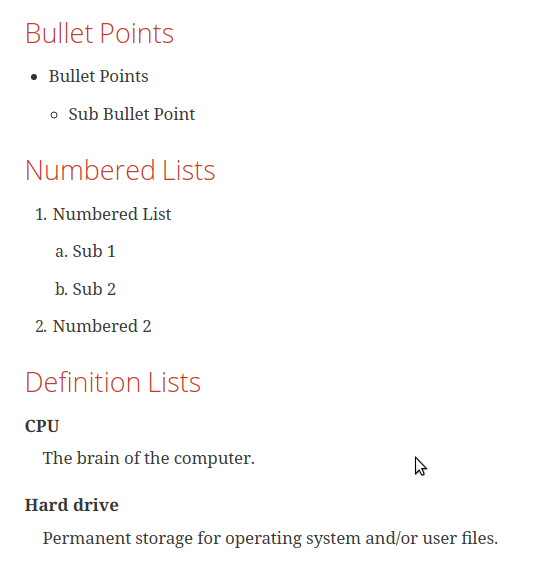 Bullet Points
• Bullet Points
◦ Sub Bullet Point
Numbered Lists
1. Numbered List
a. Sub 1
b. Sub 2
2. Numbered 2
Definition Lists
CPU
The brain of the computer.
Hard drive
Permanent storage for operating system and/or user files.